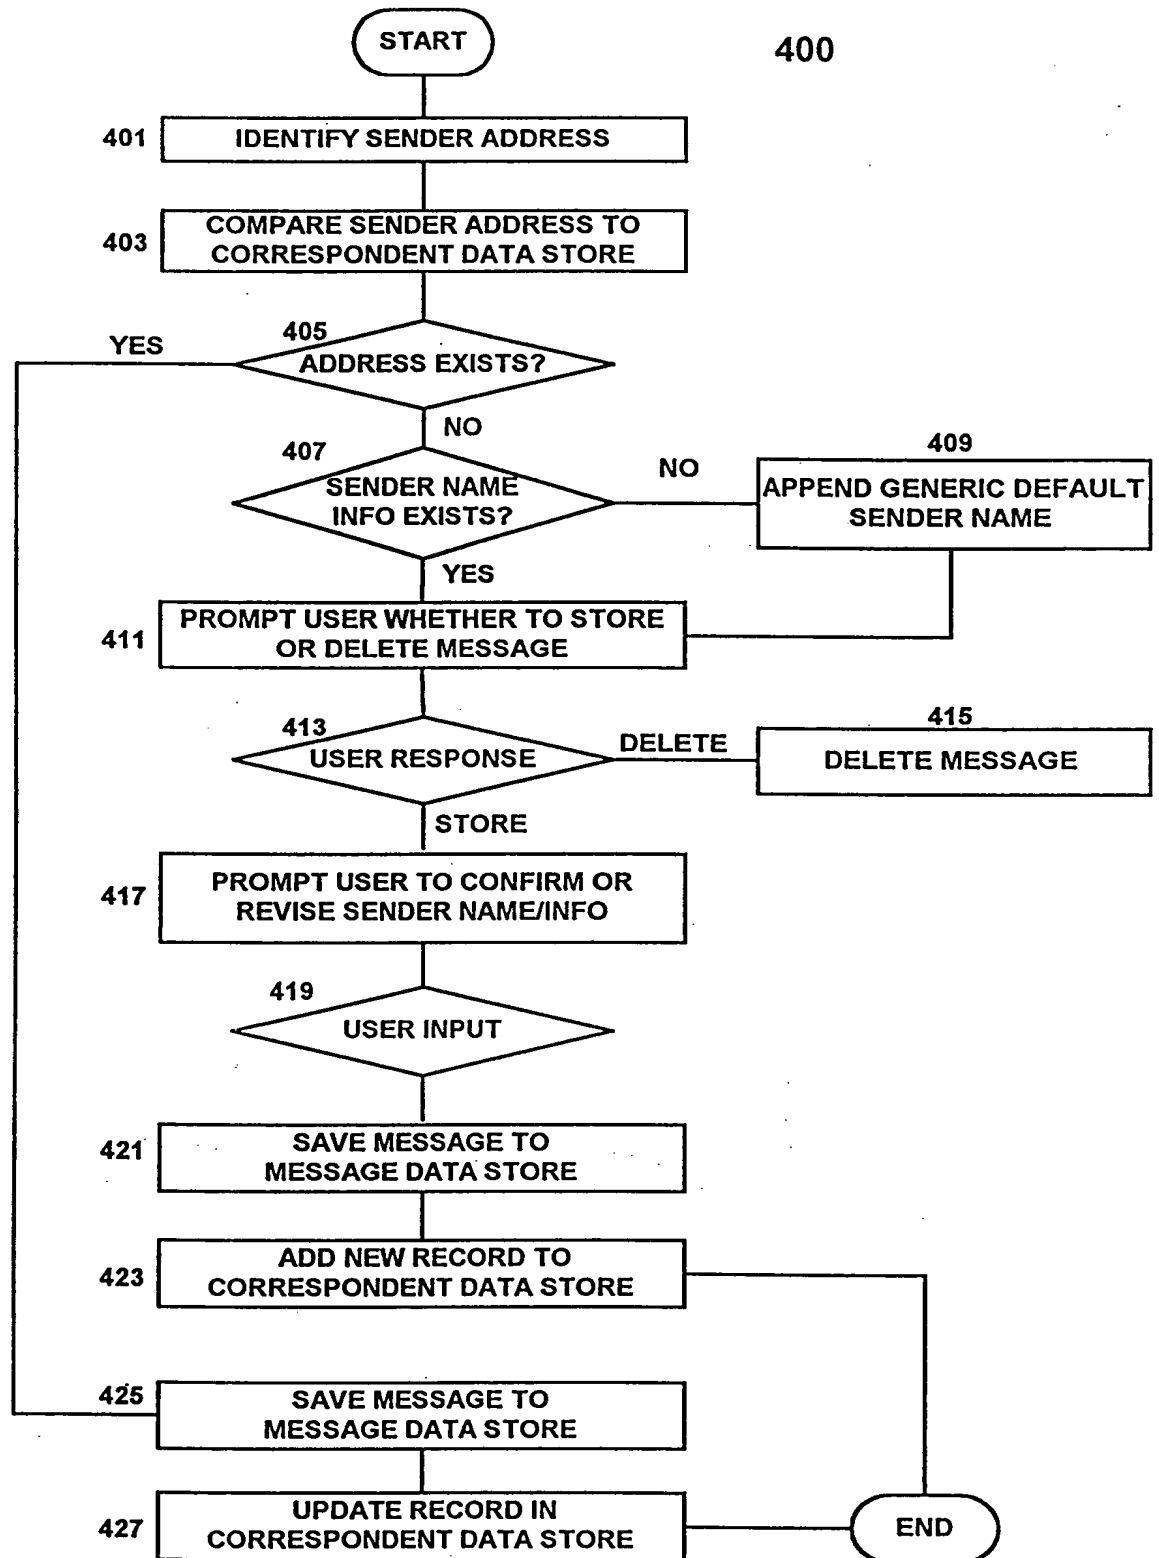 START
400
401
IDENTIFY SENDER ADDRESS
403
COMPARE SENDER ADDRESS TO
CORRESPONDENT DATA STORE
YES
405
ADDRESS EXISTS?
NO
407
SENDER NAME
INFO EXISTS?
NO
409
APPEND GENERIC DEFAULT
SENDER NAME
YES
411
PROMPT USER WHETHER TO STORE
OR DELETE MESSAGE
413
USER RESPONSE
DELETE
415
DELETE MESSAGE
STORE
417
PROMPT USER TO CONFIRM OR
REVISE SENDER NAME/INFO
419
USER INPUT
421
SAVE MESSAGE TO
MESSAGE DATA STORE
423
ADD NEW RECORD TO
CORRESPONDENT DATA STORE
425
SAVE MESSAGE TO
MESSAGE DATA STORE
427
UPDATE RECORD IN
CORRESPONDENT DATA STORE
END